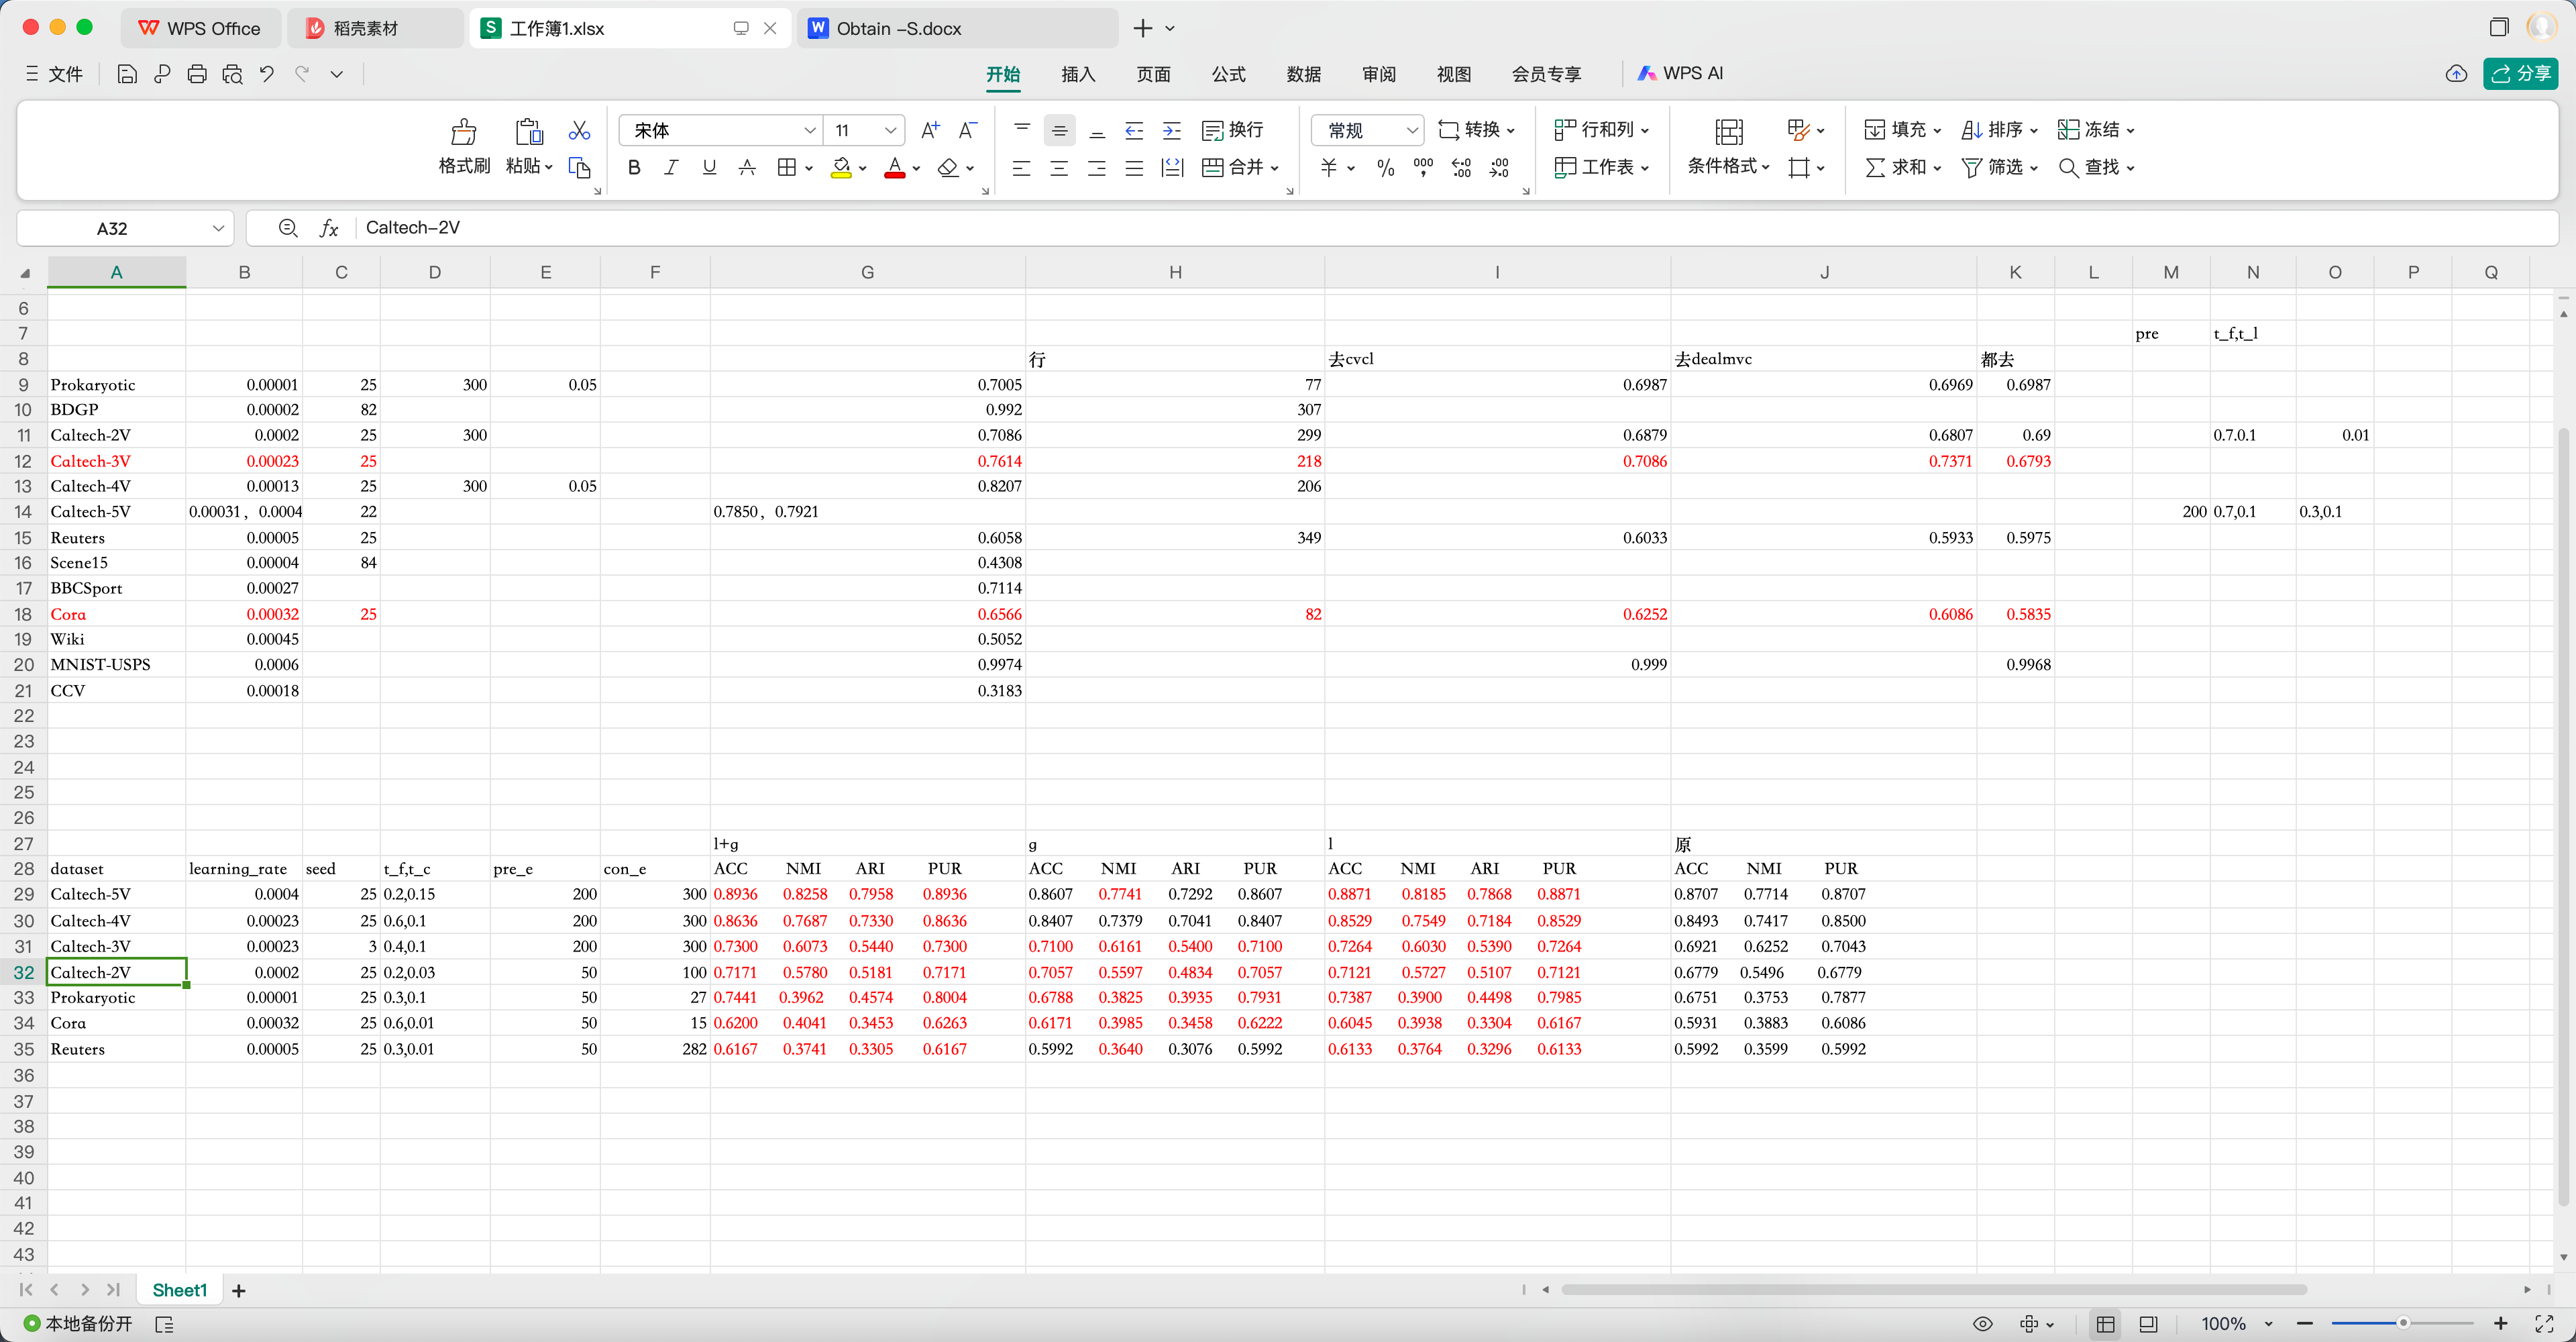 WPS Office 稻壳素材 工作簿1.xlsx Obtain –S.docx
文件 开始 插入 页面 公式 数据 审阅 视图 会员专享 WPS AI 分享
宋体 11 换行 常规 转换 行和列 填充 排序 冻结
格式刷 粘贴 B I U A 合并 ¥ % 工作表 条件格式 求和 筛选 查找
A32 fx Caltech–2V
A B C D E F G H I J K L M N O P Q
6
7 pre t_f,t_l
8 行 去cvcl 去dealmvc 都去
9 Prokaryotic 0.00001 25 300 0.05 0.7005 77 0.6987 0.6969 0.6987
10 BDGP 0.00002 82 0.992 307
11 Caltech-2V 0.0002 25 300 0.7086 299 0.6879 0.6807 0.69 0.7.0.1 0.01
12 Caltech-3V 0.00023 25 0.7614 218 0.7086 0.7371 0.6793
13 Caltech-4V 0.00013 25 300 0.05 0.8207 206
14 Caltech-5V 0.00031，0.0004 22 0.7850，0.7921 200 0.7,0.1 0.3,0.1
15 Reuters 0.00005 25 0.6058 349 0.6033 0.5933 0.5975
16 Scene15 0.00004 84 0.4308
17 BBCSport 0.00027 0.7114
18 Cora 0.00032 25 0.6566 82 0.6252 0.6086 0.5835
19 Wiki 0.00045 0.5052
20 MNIST-USPS 0.0006 0.9974 0.999 0.9968
21 CCV 0.00018 0.3183
22
23
24
25
26
27 l+g g l 原
28 dataset learning_rate seed t_f,t_c pre_e con_e ACC NMI ARI PUR ACC NMI ARI PUR ACC NMI ARI PUR ACC NMI PUR
29 Caltech-5V 0.0004 25 0.2,0.15 200 300 0.8936 0.8258 0.7958 0.8936 0.8607 0.7741 0.7292 0.8607 0.8871 0.8185 0.7868 0.8871 0.8707 0.7714 0.8707
30 Caltech-4V 0.00023 25 0.6,0.1 200 300 0.8636 0.7687 0.7330 0.8636 0.8407 0.7379 0.7041 0.8407 0.8529 0.7549 0.7184 0.8529 0.8493 0.7417 0.8500
31 Caltech-3V 0.00023 3 0.4,0.1 200 300 0.7300 0.6073 0.5440 0.7300 0.7100 0.6161 0.5400 0.7100 0.7264 0.6030 0.5390 0.7264 0.6921 0.6252 0.7043
32 Caltech-2V 0.0002 25 0.2,0.03 50 100 0.7171 0.5780 0.5181 0.7171 0.7057 0.5597 0.4834 0.7057 0.7121 0.5727 0.5107 0.7121 0.6779 0.5496 0.6779
33 Prokaryotic 0.00001 25 0.3,0.1 50 27 0.7441 0.3962 0.4574 0.8004 0.6788 0.3825 0.3935 0.7931 0.7387 0.3900 0.4498 0.7985 0.6751 0.3753 0.7877
34 Cora 0.00032 25 0.6,0.01 50 15 0.6200 0.4041 0.3453 0.6263 0.6171 0.3985 0.3458 0.6222 0.6045 0.3938 0.3304 0.6167 0.5931 0.3883 0.6086
35 Reuters 0.00005 25 0.3,0.01 50 282 0.6167 0.3741 0.3305 0.6167 0.5992 0.3640 0.3076 0.5992 0.6133 0.3764 0.3296 0.6133 0.5992 0.3599 0.5992
36
37
38
39
40
41
42
43
Sheet1
本地备份开 100%